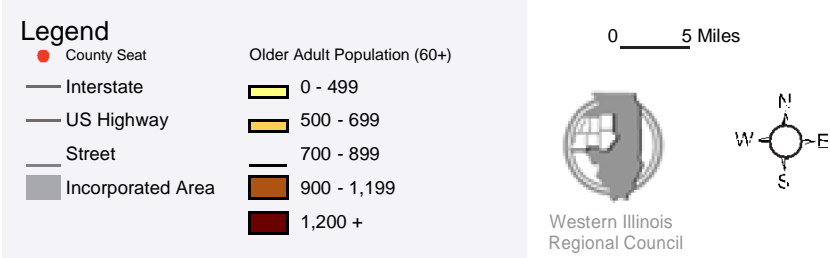 Legend
County Seat
Interstate
US Highway
Street
Incorporated Area
Older Adult Population (60+)
0 - 499
500 - 699
700 - 899
900 - 1,199
1,200 +
0 5 Miles
Western Illinois
Regional Council
N
W E
S